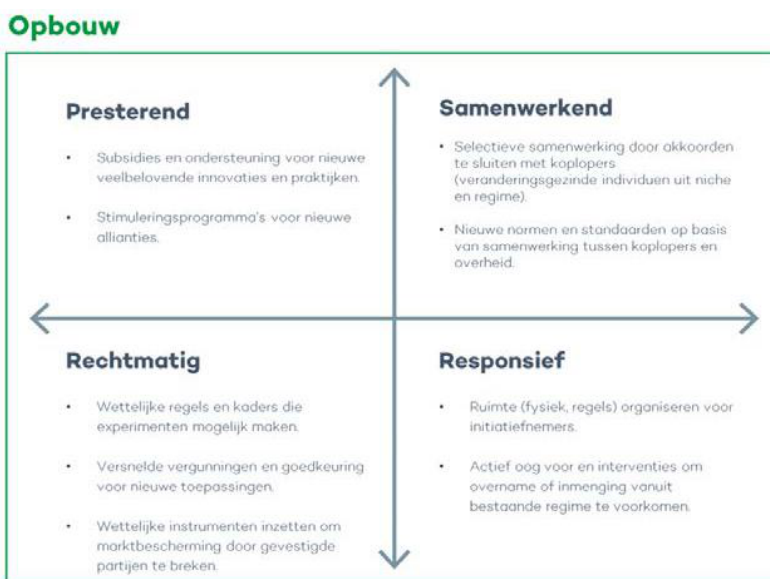 Opbouw
Presterend
• Subsidies en ondersteuning voor nieuwe
veelbelovende innovaties en praktijken.
• Stimuleringsprogramma's voor nieuwe
allianties.
Samenwerkend
• Selectieve samenwerking door akkoorden
te sluiten met koplopers
(veranderingsgezinde individuen uit niche
en regime).
• Nieuwe normen en standaarden op basis
van samenwerking tussen koplopers en
overheid.
Rechtmatig
• Wettelijke regels en kaders die
experimenten mogelijk maken.
• Versnelde vergunningen en goedkeuring
voor nieuwe toepassingen.
• Wettelijke instrumenten inzetten om
marktbescherming door gevestigde
partijen te breken.
Responsief
• Ruimte (fysiek, regels) organiseren voor
initiatiefnemers.
• Actief oog voor en interventies om
overname of inmenging vanuit
bestaande regime te voorkomen.